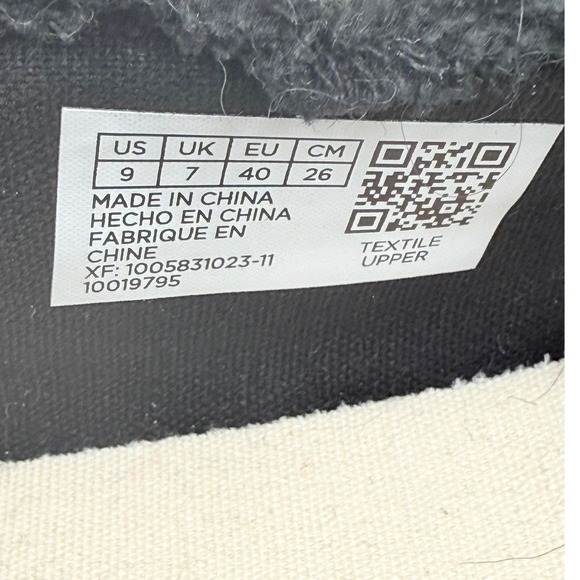 US UK EU CM
9 7 40 26
MADE IN CHINA
HECHO EN CHINA
FABRIQUE EN
CHINE
XF: 1005831023-11
10019795
TEXTILE
UPPER